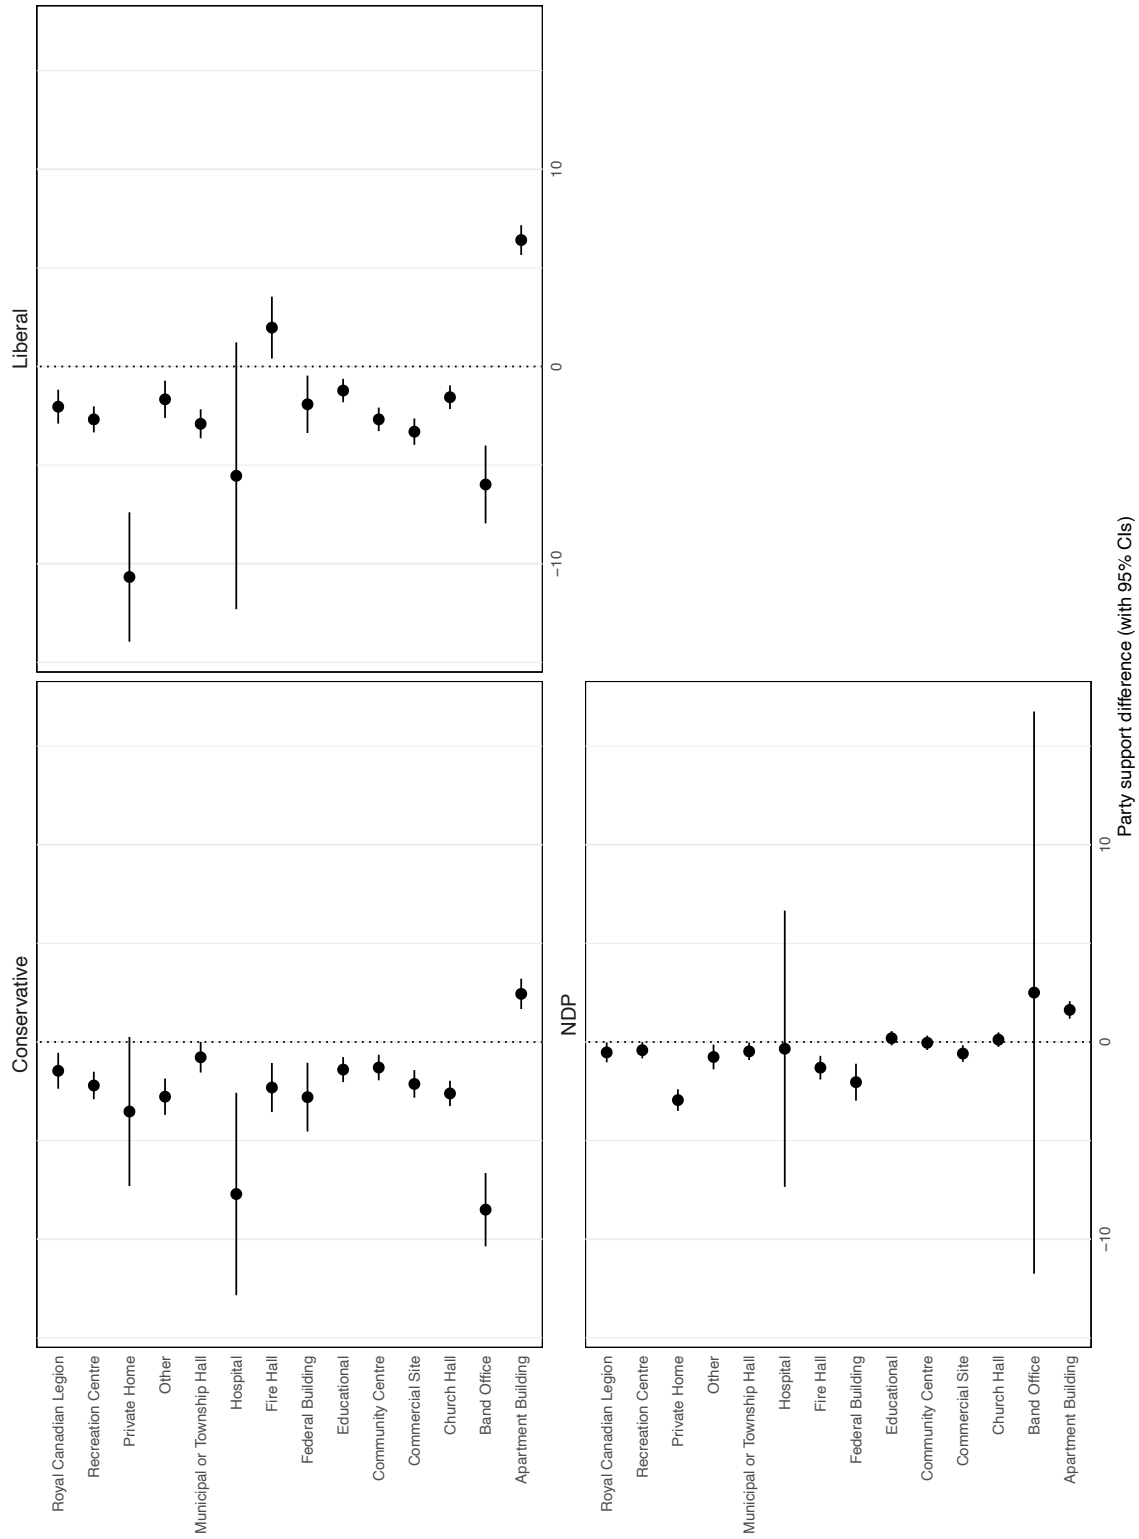 Conservative
Liberal
Royal Canadian Legion
Recreation Centre
Private Home
Other
Municipal or Township Hall
Hospital
Fire Hall
Federal Building
Educational
Community Centre
Commercial Site
Church Hall
Band Office
Apartment Building
−10
0
10
NDP
Royal Canadian Legion
Recreation Centre
Private Home
Other
Municipal or Township Hall
Hospital
Fire Hall
Federal Building
Educational
Community Centre
Commercial Site
Church Hall
Band Office
Apartment Building
−10
0
10
Party support difference (with 95% CIs)